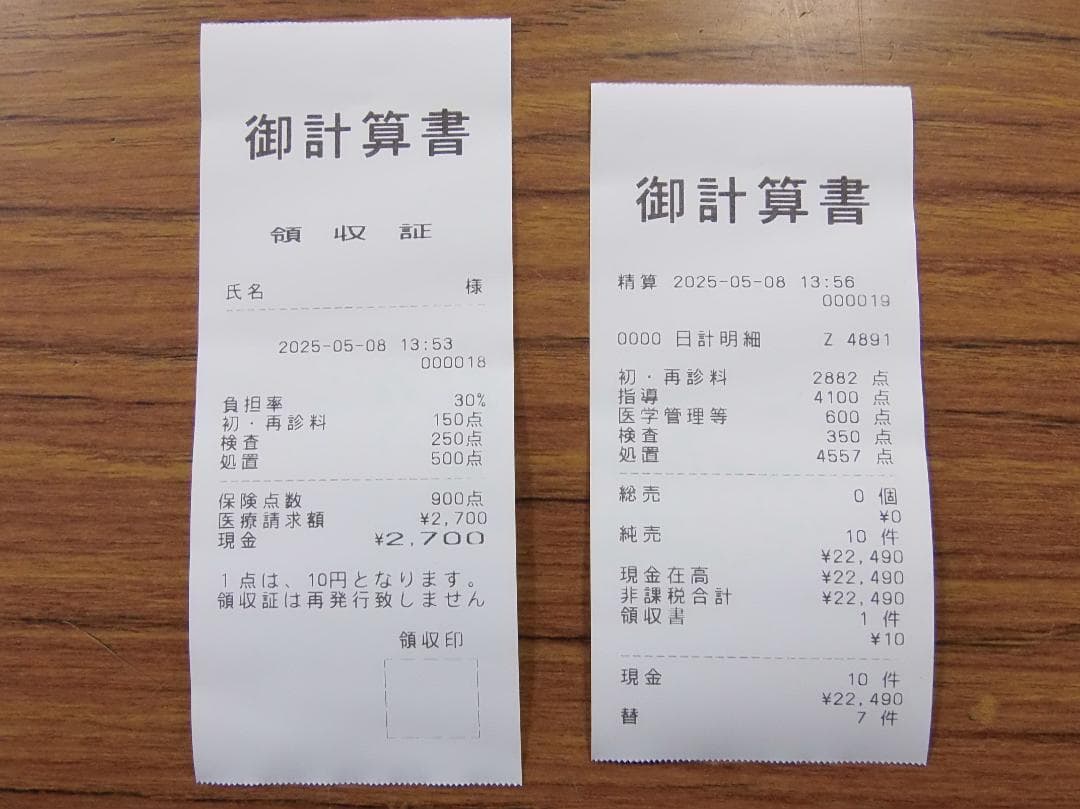 御計算書
領収証
氏名 様
2025-05-08 13:53
000018
負担率 30%
初・再診料 150点
検査 250点
処置 500点
保険点数 900点
医療請求額 ¥2,700
現金 ¥2,700
1点は、10円となります。
領収証は再発行致しません
領収印
御計算書
精算 2025-05-08 13:56
000019
0000 日計明細 Z 4891
初・再診料 2882 点
指導 4100 点
医学管理等 600 点
検査 350 点
処置 4557 点
総売 0 個
¥0
純売 10 件
¥22,490
現金在高 ¥22,490
非課税合計 ¥22,490
領収書 1 件
¥10
現金 10 件
¥22,490
替 7 件